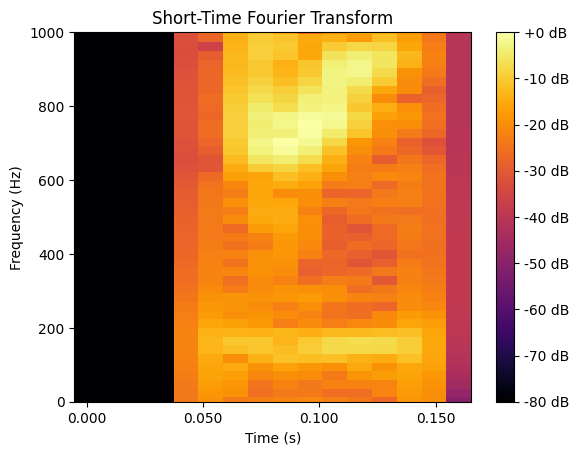 Short-Time Fourier Transform
1000
800
600
400
200
0
Frequency (Hz)
0.000
0.050
0.100
0.150
Time (s)
+0 dB
-10 dB
-20 dB
-30 dB
-40 dB
-50 dB
-60 dB
-70 dB
-80 dB